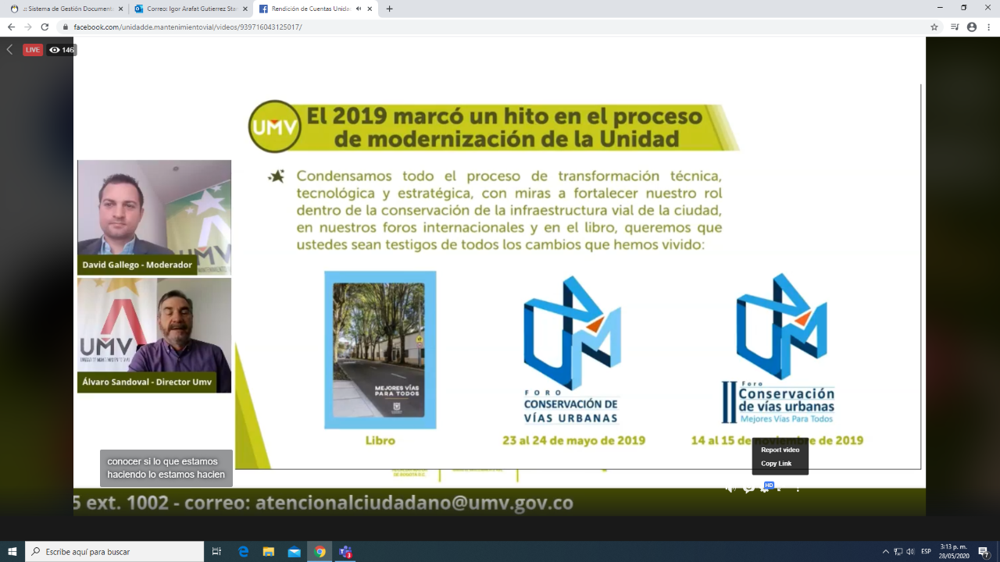 .:: Sistema de Gestión Documen
Correo: Igor Arafat Gutierrez Stan
Rendición de Cuentas Unidad
facebook.com/unidadde.mantenimientovial/videos/939716043125017/
LIVE
146
UMV
El 2019 marcó un hito en el proceso
de modernización de la Unidad
Condensamos todo el proceso de transformación técnica,
tecnológica y estratégica, con miras a fortalecer nuestro rol
dentro de la conservación de la infraestructura vial de la ciudad,
en nuestros foros internacionales y en el libro, queremos que
ustedes sean testigos de todos los cambios que hemos vivido:
David Gallego - Moderador
UMV
Álvaro Sandoval - Director Umv
MEJORES VÍAS
PARA TODOS
Libro
FORO
CONSERVACIÓN DE
VÍAS URBANAS
23 al 24 de mayo de 2019
II Foro
Conservación
de vías urbanas
Mejores Vías Para Todos
14 al 15 de noviembre de 2019
Report video
Copy Link
conocer si lo que estamos
haciendo lo estamos hacien
HD
5 ext. 1002 - correo: atencionalciudadano@umv.gov.co
Escribe aquí para buscar
ESP
3:13 p. m.
28/05/2020